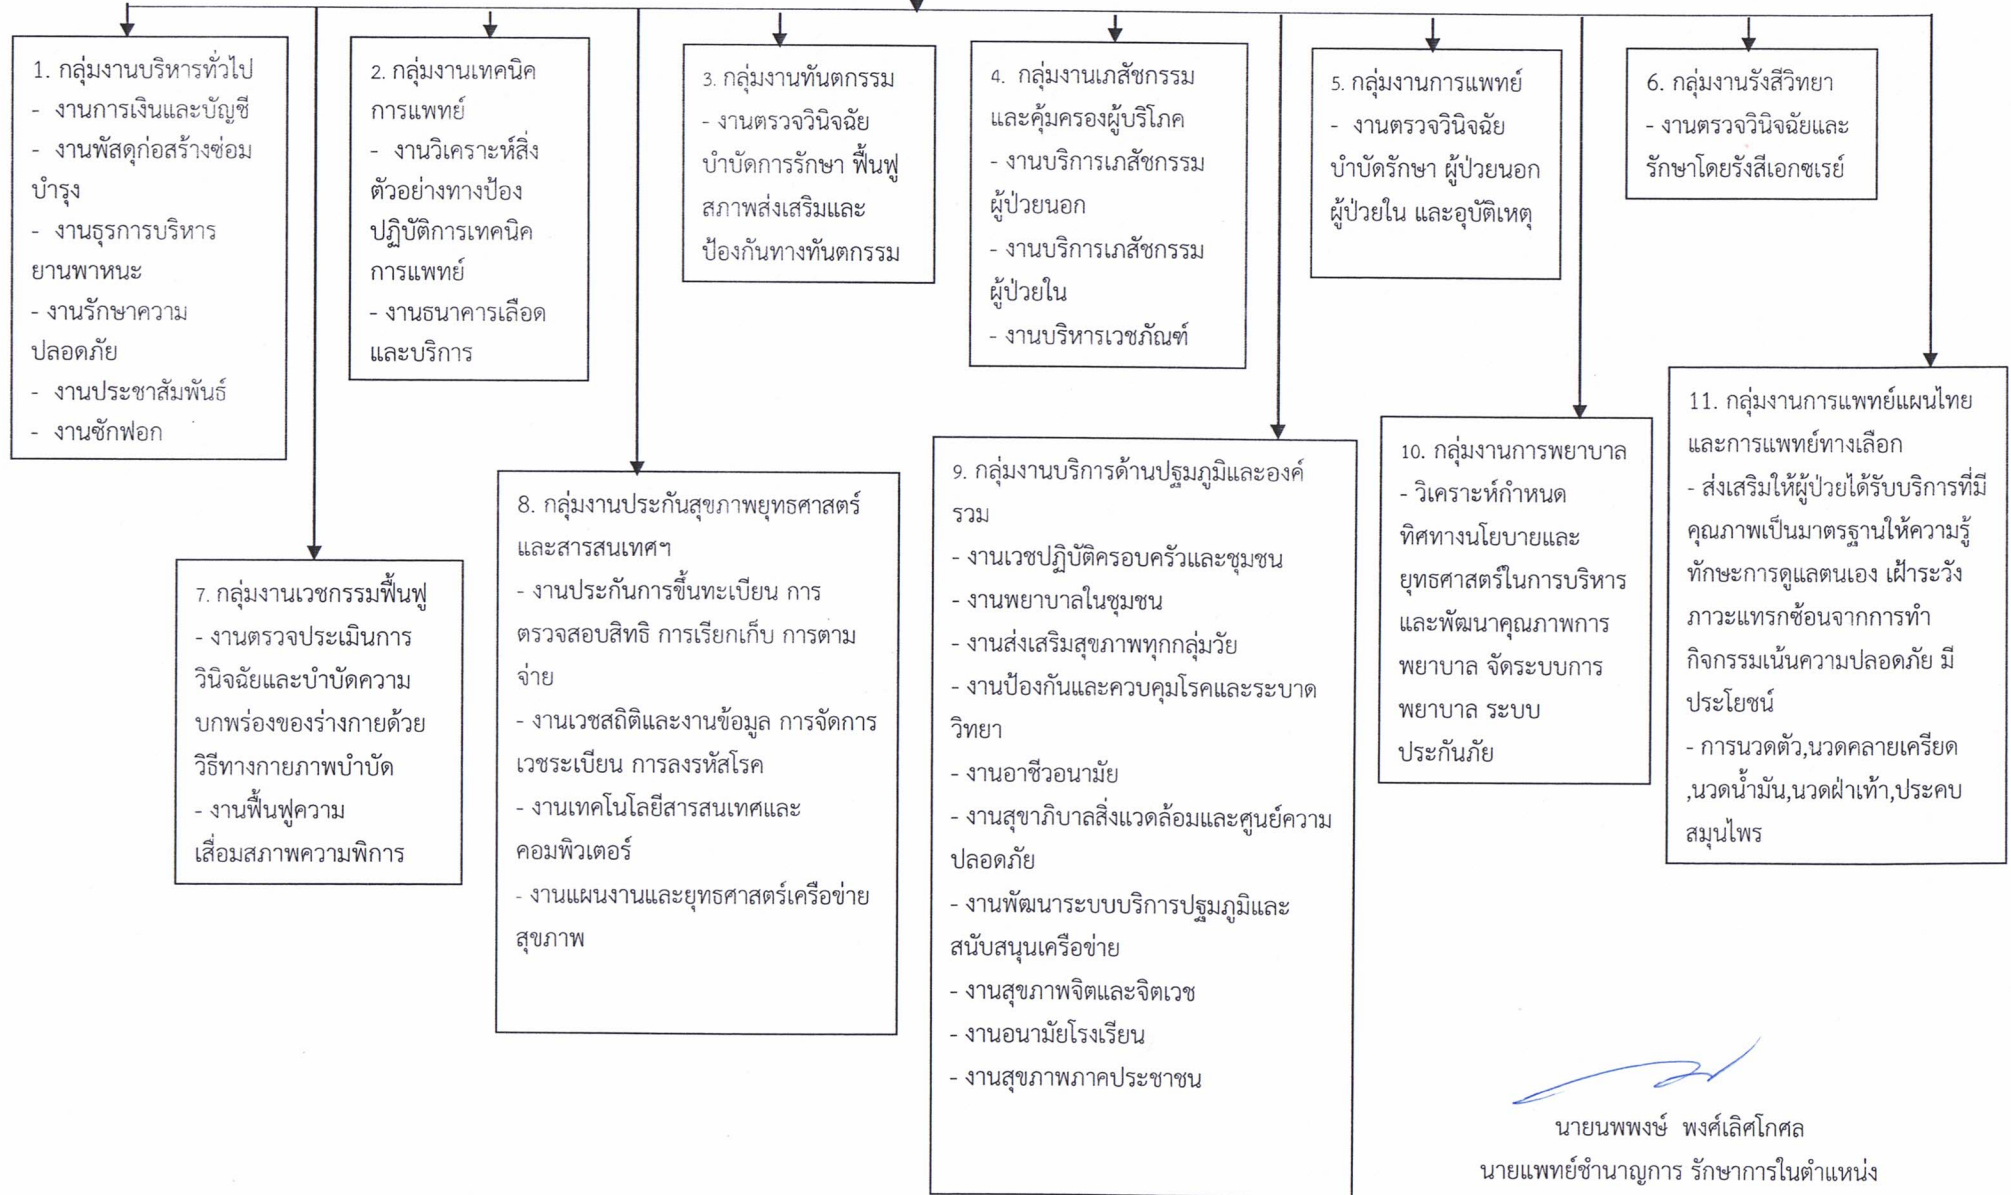 1. กลุ่มงานบริหารทั่วไป
-  งานการเงินและบัญชี
-  งานพัสดุก่อสร้างซ่อม
บำรุง
-  งานธุรการบริหาร
ยานพาหนะ
- งานรักษาความ
ปลอดภัย
-  งานประชาสัมพันธ์
-  งานซักฟอก
2. กลุ่มงานเทคนิค
การแพทย์
-  งานวิเคราะห์สิ่ง
ตัวอย่างทางป้อง
ปฏิบัติการเทคนิค
การแพทย์
- งานธนาคารเลือด
และบริการ
3. กลุ่มงานทันตกรรม
- งานตรวจวินิจฉัย
บำบัดการรักษา ฟื้นฟู
สภาพส่งเสริมและ
ป้องกันทางทันตกรรม
4.  กลุ่มงานเภสัชกรรม
และคุ้มครองผู้บริโภค
- งานบริการเภสัชกรรม
ผู้ป่วยนอก
- งานบริการเภสัชกรรม
ผู้ป่วยใน
- งานบริหารเวชภัณฑ์
5. กลุ่มงานการแพทย์
-  งานตรวจวินิจฉัย
บำบัดรักษา ผู้ป่วยนอก
ผู้ป่วยใน และอุบัติเหตุ
6. กลุ่มงานรังสีวิทยา
- งานตรวจวินิจฉัยและ
รักษาโดยรังสีเอกซเรย์
7. กลุ่มงานเวชกรรมฟื้นฟู
- งานตรวจประเมินการ
วินิจฉัยและบำบัดความ
บกพร่องของร่างกายด้วย
วิธีทางกายภาพบำบัด
- งานฟื้นฟูความ
เสื่อมสภาพความพิการ
8. กลุ่มงานประกันสุขภาพยุทธศาสตร์
และสารสนเทศฯ
- งานประกันการขึ้นทะเบียน การ
ตรวจสอบสิทธิ การเรียกเก็บ การตาม
จ่าย
- งานเวชสถิติและงานข้อมูล การจัดการ
เวชระเบียน การลงรหัสโรค
- งานเทคโนโลยีสารสนเทศและ
คอมพิวเตอร์
- งานแผนงานและยุทธศาสตร์เครือข่าย
สุขภาพ
9. กลุ่มงานบริการด้านปฐมภูมิและองค์
รวม
- งานเวชปฏิบัติครอบครัวและชุมชน
- งานพยาบาลในชุมชน
- งานส่งเสริมสุขภาพทุกกลุ่มวัย
- งานป้องกันและควบคุมโรคและระบาด
วิทยา
- งานอาชีวอนามัย
- งานสุขาภิบาลสิ่งแวดล้อมและศูนย์ความ
ปลอดภัย
- งานพัฒนาระบบบริการปฐมภูมิและ
สนับสนุนเครือข่าย
- งานสุขภาพจิตและจิตเวช
- งานอนามัยโรงเรียน
- งานสุขภาพภาคประชาชน
10. กลุ่มงานการพยาบาล
- วิเคราะห์กำหนด
ทิศทางนโยบายและ
ยุทธศาสตร์ในการบริหาร
และพัฒนาคุณภาพการ
พยาบาล จัดระบบการ
พยาบาล ระบบ
ประกันภัย
11. กลุ่มงานการแพทย์แผนไทย
และการแพทย์ทางเลือก
- ส่งเสริมให้ผู้ป่วยได้รับบริการที่มี
คุณภาพเป็นมาตรฐานให้ความรู้
ทักษะการดูแลตนเอง เฝ้าระวัง
ภาวะแทรกซ้อนจากการทำ
กิจกรรมเน้นความปลอดภัย มี
ประโยชน์
- การนวดตัว,นวดคลายเครียด
,นวดน้ำมัน,นวดฝ่าเท้า,ประคบ
สมุนไพร
นายนพพงษ์  พงศ์เลิศโกศล
นายแพทย์ชำนาญการ รักษาการในตำแหน่ง